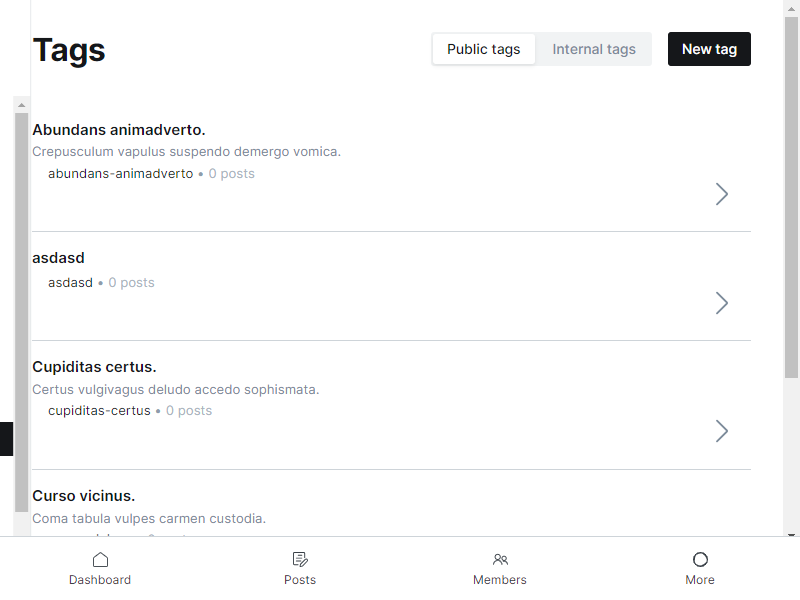 Tags
Public tags
Internal tags
New tag
Abundans animadverto.
Crepusculum vapulus suspendo demergo vomica.
abundans-animadverto • 0 posts
asdasd
asdasd • 0 posts
Cupiditas certus.
Certus vulgivagus deludo accedo sophismata.
cupiditas-certus • 0 posts
Curso vicinus.
Coma tabula vulpes carmen custodia.
Dashboard
Posts
Members
More